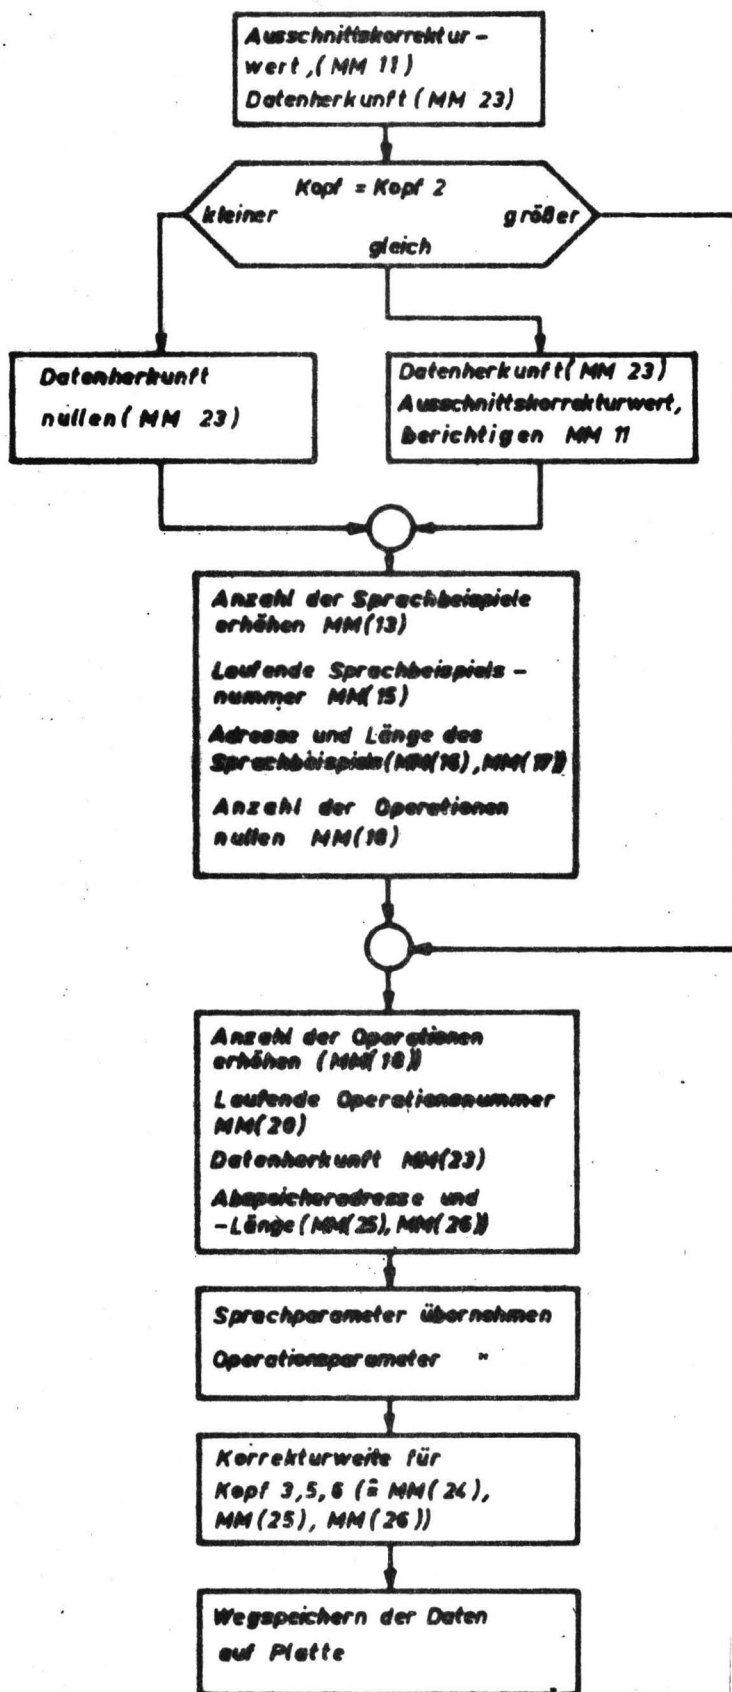 Ausschnittskorrektur-
wert,(MM 11)
Datenherkunft(MM 23)
Kopf = Kopf 2
kleiner größer
gleich
Datenherkunft
nullen(MM 23)
Datenherkunft(MM 23)
Ausschnittskorrekturwert,
berichtigen MM 11
Anzahl der Sprachbeispiele
erhöhen MM(13)
Laufende Sprachbeispiels-
nummer MM(15)
Adresse und Länge des
Sprachbeispiels(MM(16),MM(17))
Anzahl der Operationen
nullen MM(18)
Anzahl der Operationen
erhöhen (MM(18))
Laufende Operationsnummer
MM(20)
Datenherkunft MM(23)
Abspeicheradresse und
-Länge(MM(25),MM(26))
Sprachparameter übernehmen
Operationsparameter "
Korrekturweite für
Kopf 3,5,6 (≙ MM(24),
MM(25), MM(26))
Wegspeichern der Daten
auf Platte